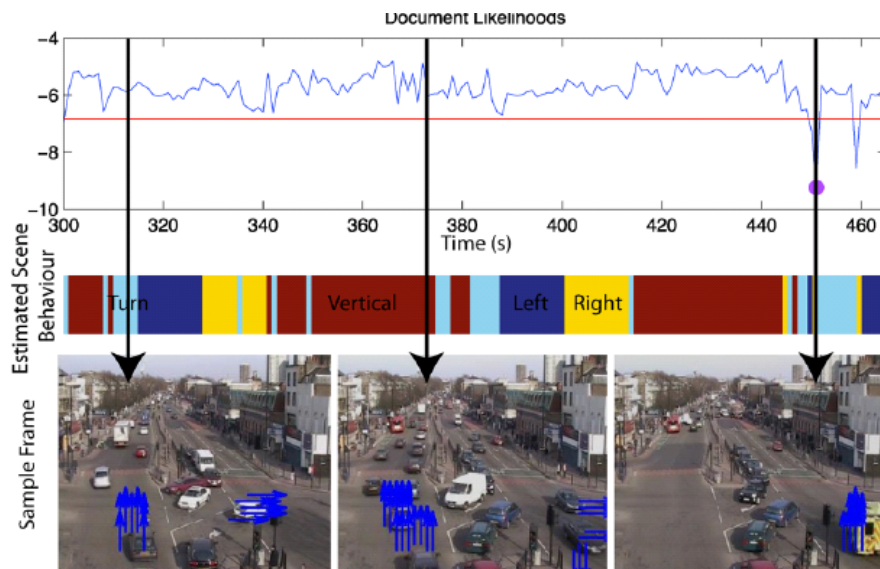 Document Likelihoods
-4
-6
-8
-10
300 320 340 360 380 400 420 440 460
Time (s)
Estimated Scene
Behaviour
Turn Vertical Left Right
Sample Frame